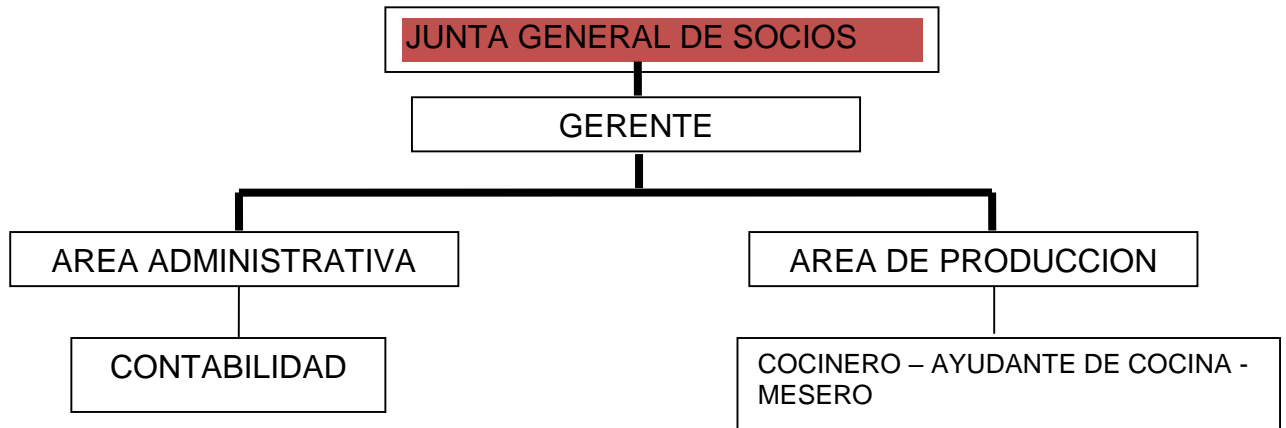 JUNTA GENERAL DE SOCIOS
GERENTE
AREA ADMINISTRATIVA
AREA DE PRODUCCION
CONTABILIDAD
COCINERO – AYUDANTE DE COCINA -
MESERO